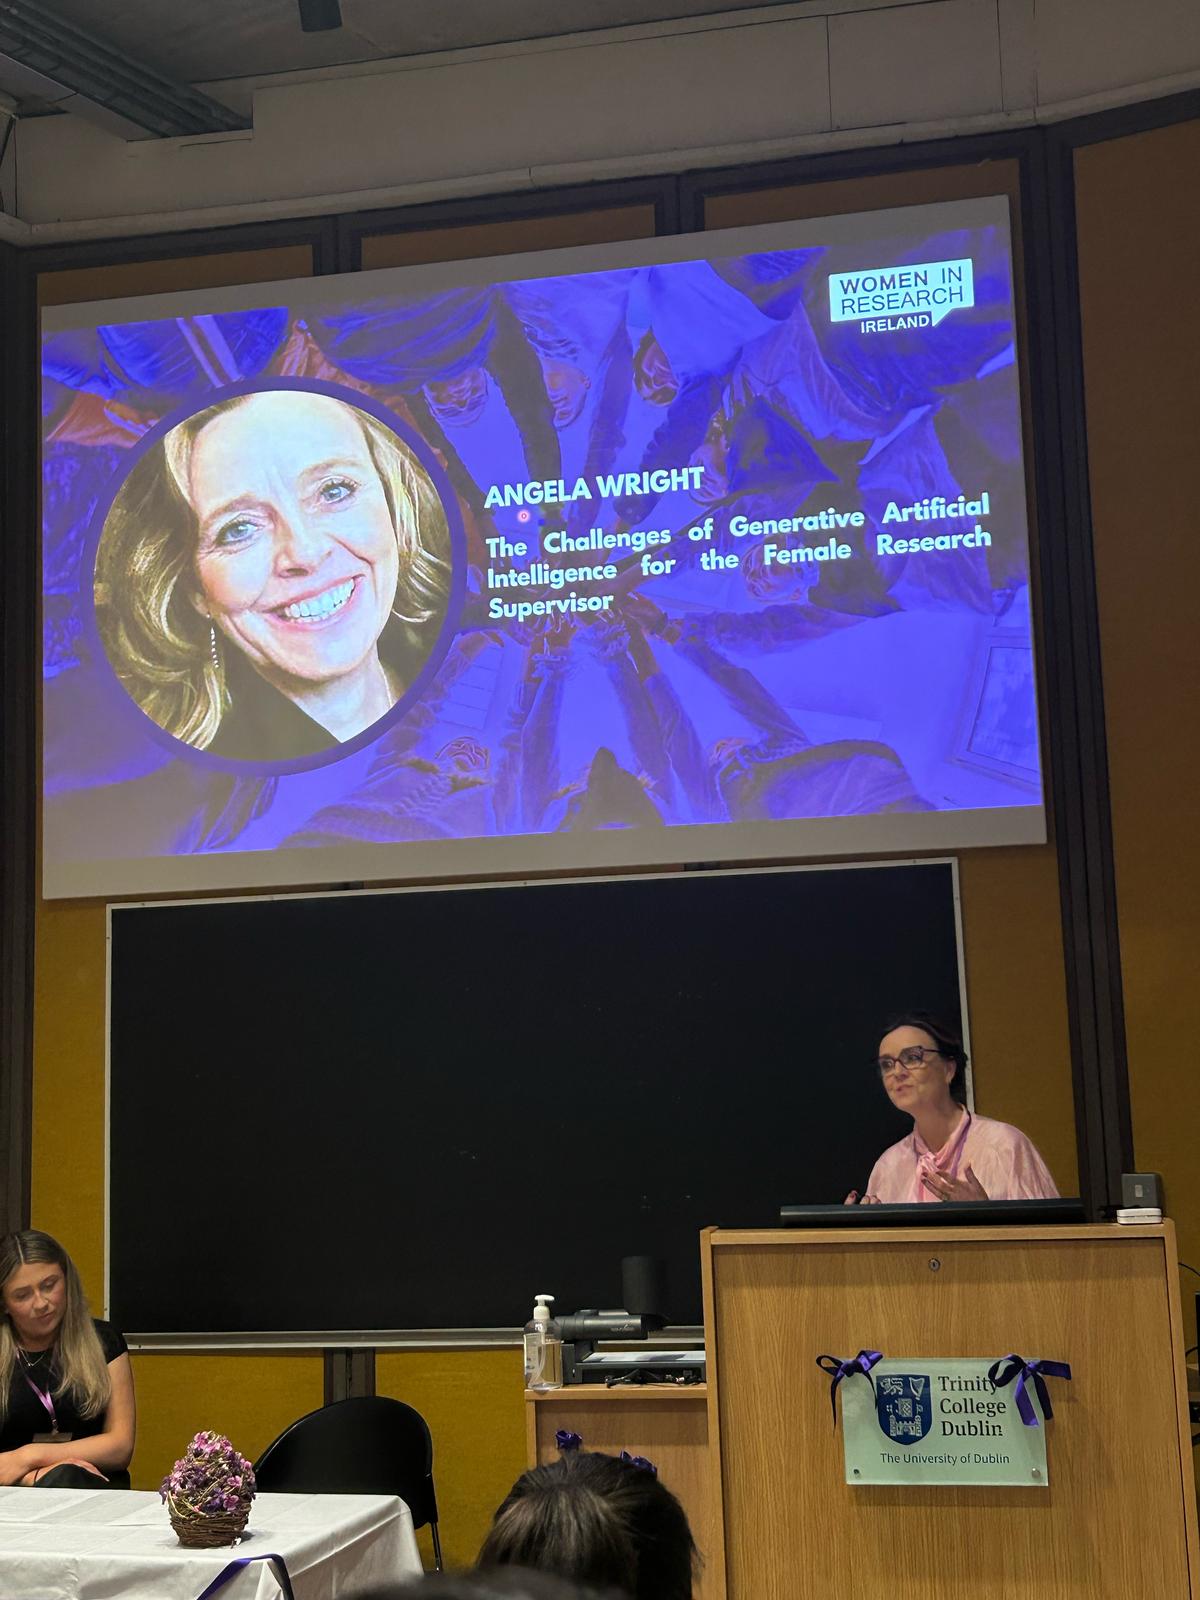 WOMEN IN
RESEARCH
IRELAND
ANGELA WRIGHT
The Challenges of Generative Artificial
Intelligence for the Female Research
Supervisor
Trinity
College
Dublin
The University of Dublin